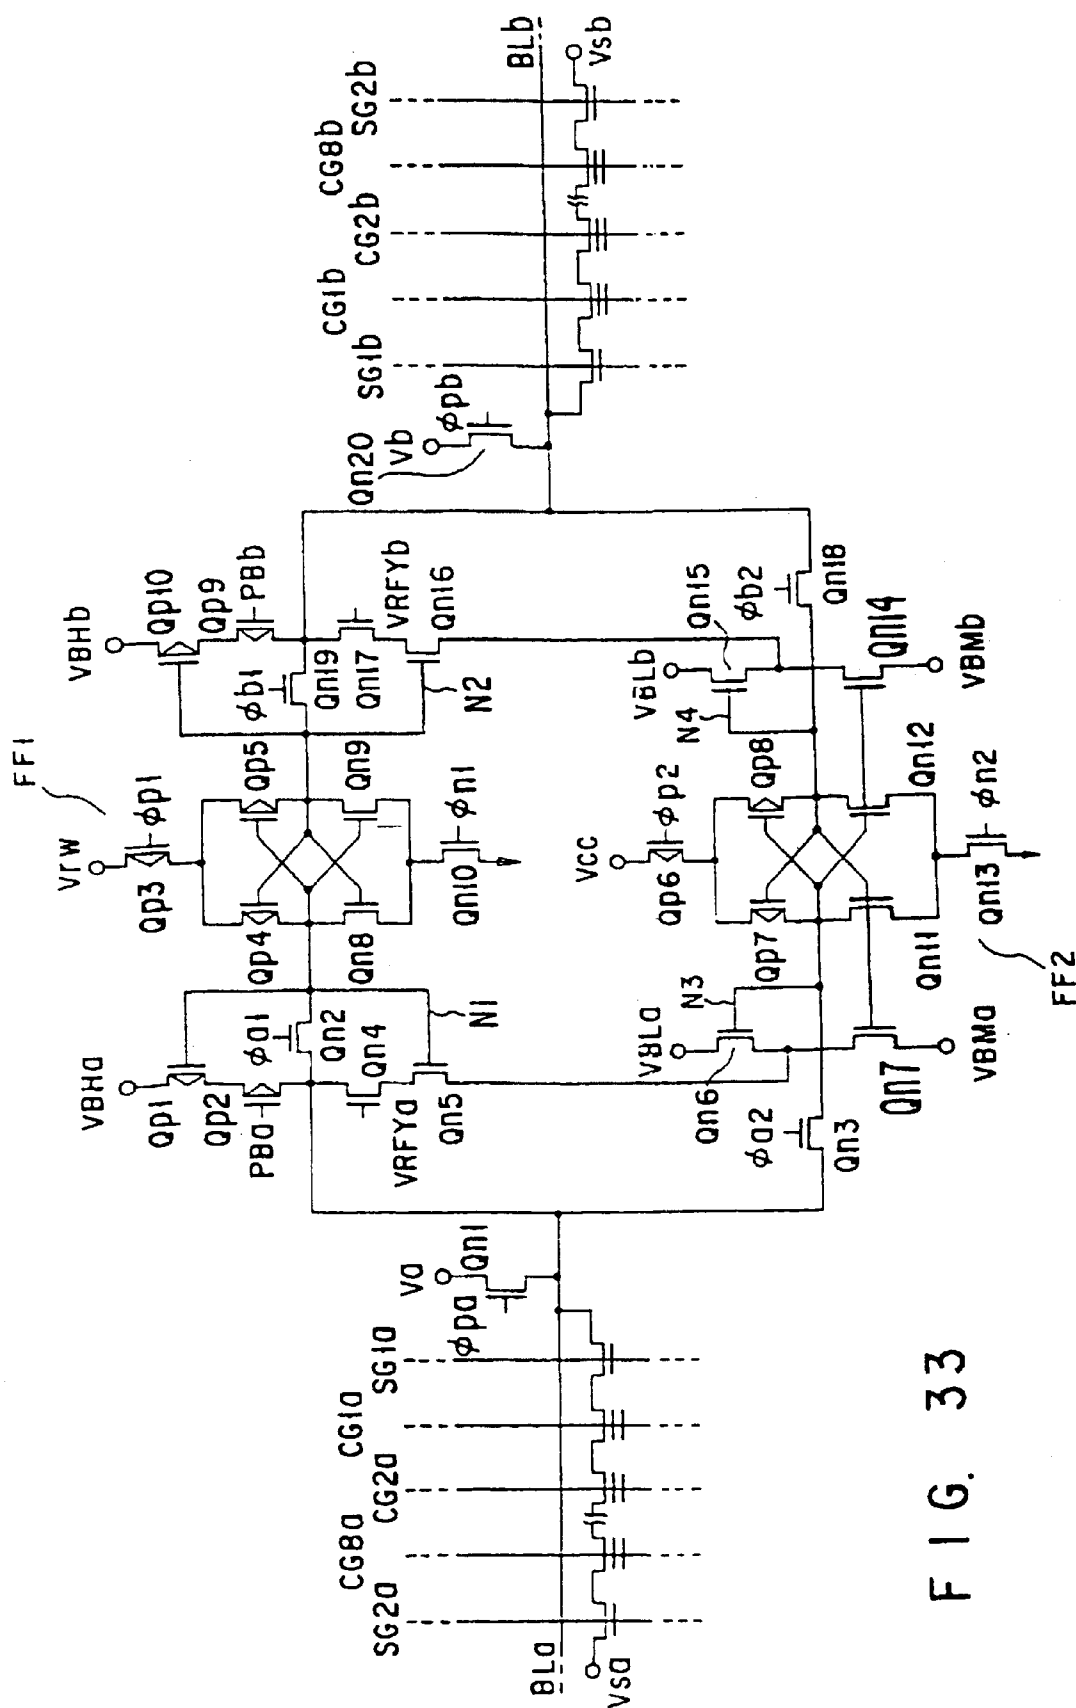 FF1
Vrw
VBHa
Qp1
Qp2
PBa
φa1
Qn2
Qn4
VRFYa
Qn5
N1
Qp3
φp1
Qp4
Qp5
Qn8
Qn9
Qn10
φn1
VBHb
Qp10
Qp9
PBb
φb1
Qn19
Qn17
VRFYb
Qn16
N2
BLa
SG2a
CG8a
CG2a
CG1a
SG1a
Vsa
Va
Qn1
φpa
Qn20
Vb
φpb
SG1b
CG1b
CG2b
CG8b
SG2b
BLb
Vsb
VBLa
N3
Qn6
φa2
Qn3
Qn7
VBMa
VCC
Qp6
φp2
Qp7
Qp8
Qn11
Qn12
Qn13
φn2
FF2
VBLb
N4
Qn15
φb2
Qn18
Qn14
VBMb
FIG. 33